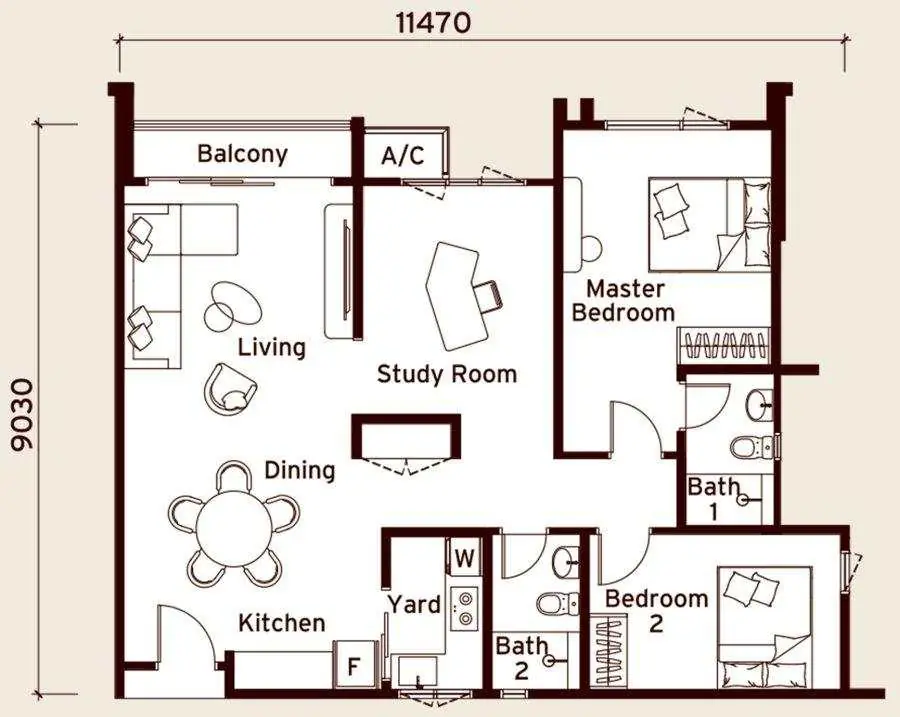 11470
Balcony
A/C
9030
Master
Bedroom
Living
Study Room
Dining
Bath
1
W
Yard
Kitchen
Bedroom
2
Bath
2
F